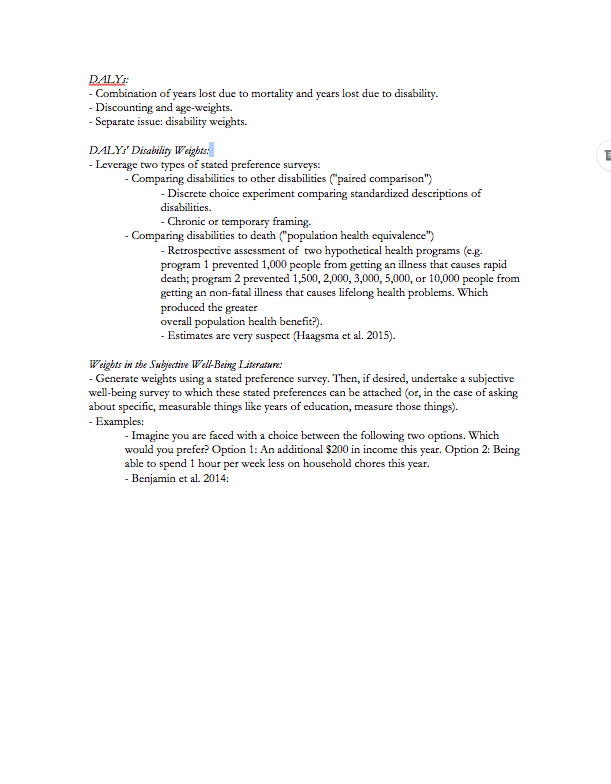 DALYs:
- Combination of years lost due to mortality and years lost due to disability.
- Discounting and age-weights.
- Separate issue: disability weights.
DALYs' Disability Weights:
- Leverage two types of stated preference surveys:
- Comparing disabilities to other disabilities ("paired comparison")
- Discrete choice experiment comparing standardized descriptions of
disabilities.
- Chronic or temporary framing.
- Comparing disabilities to death ("population health equivalence")
- Retrospective assessment of two hypothetical health programs (e.g.
program 1 prevented 1,000 people from getting an illness that causes rapid
death; program 2 prevented 1,500, 2,000, 3,000, 5,000, or 10,000 people from
getting an non-fatal illness that causes lifelong health problems. Which
produced the greater
overall population health benefit?).
- Estimates are very suspect (Haagsma et al. 2015).
Weights in the Subjective Well-Being Literature:
- Generate weights using a stated preference survey. Then, if desired, undertake a subjective
well-being survey to which these stated preferences can be attached (or, in the case of asking
about specific, measurable things like years of education, measure those things).
- Examples:
- Imagine you are faced with a choice between the following two options. Which
would you prefer? Option 1: An additional $200 in income this year. Option 2: Being
able to spend 1 hour per week less on household chores this year.
- Benjamin et al. 2014: